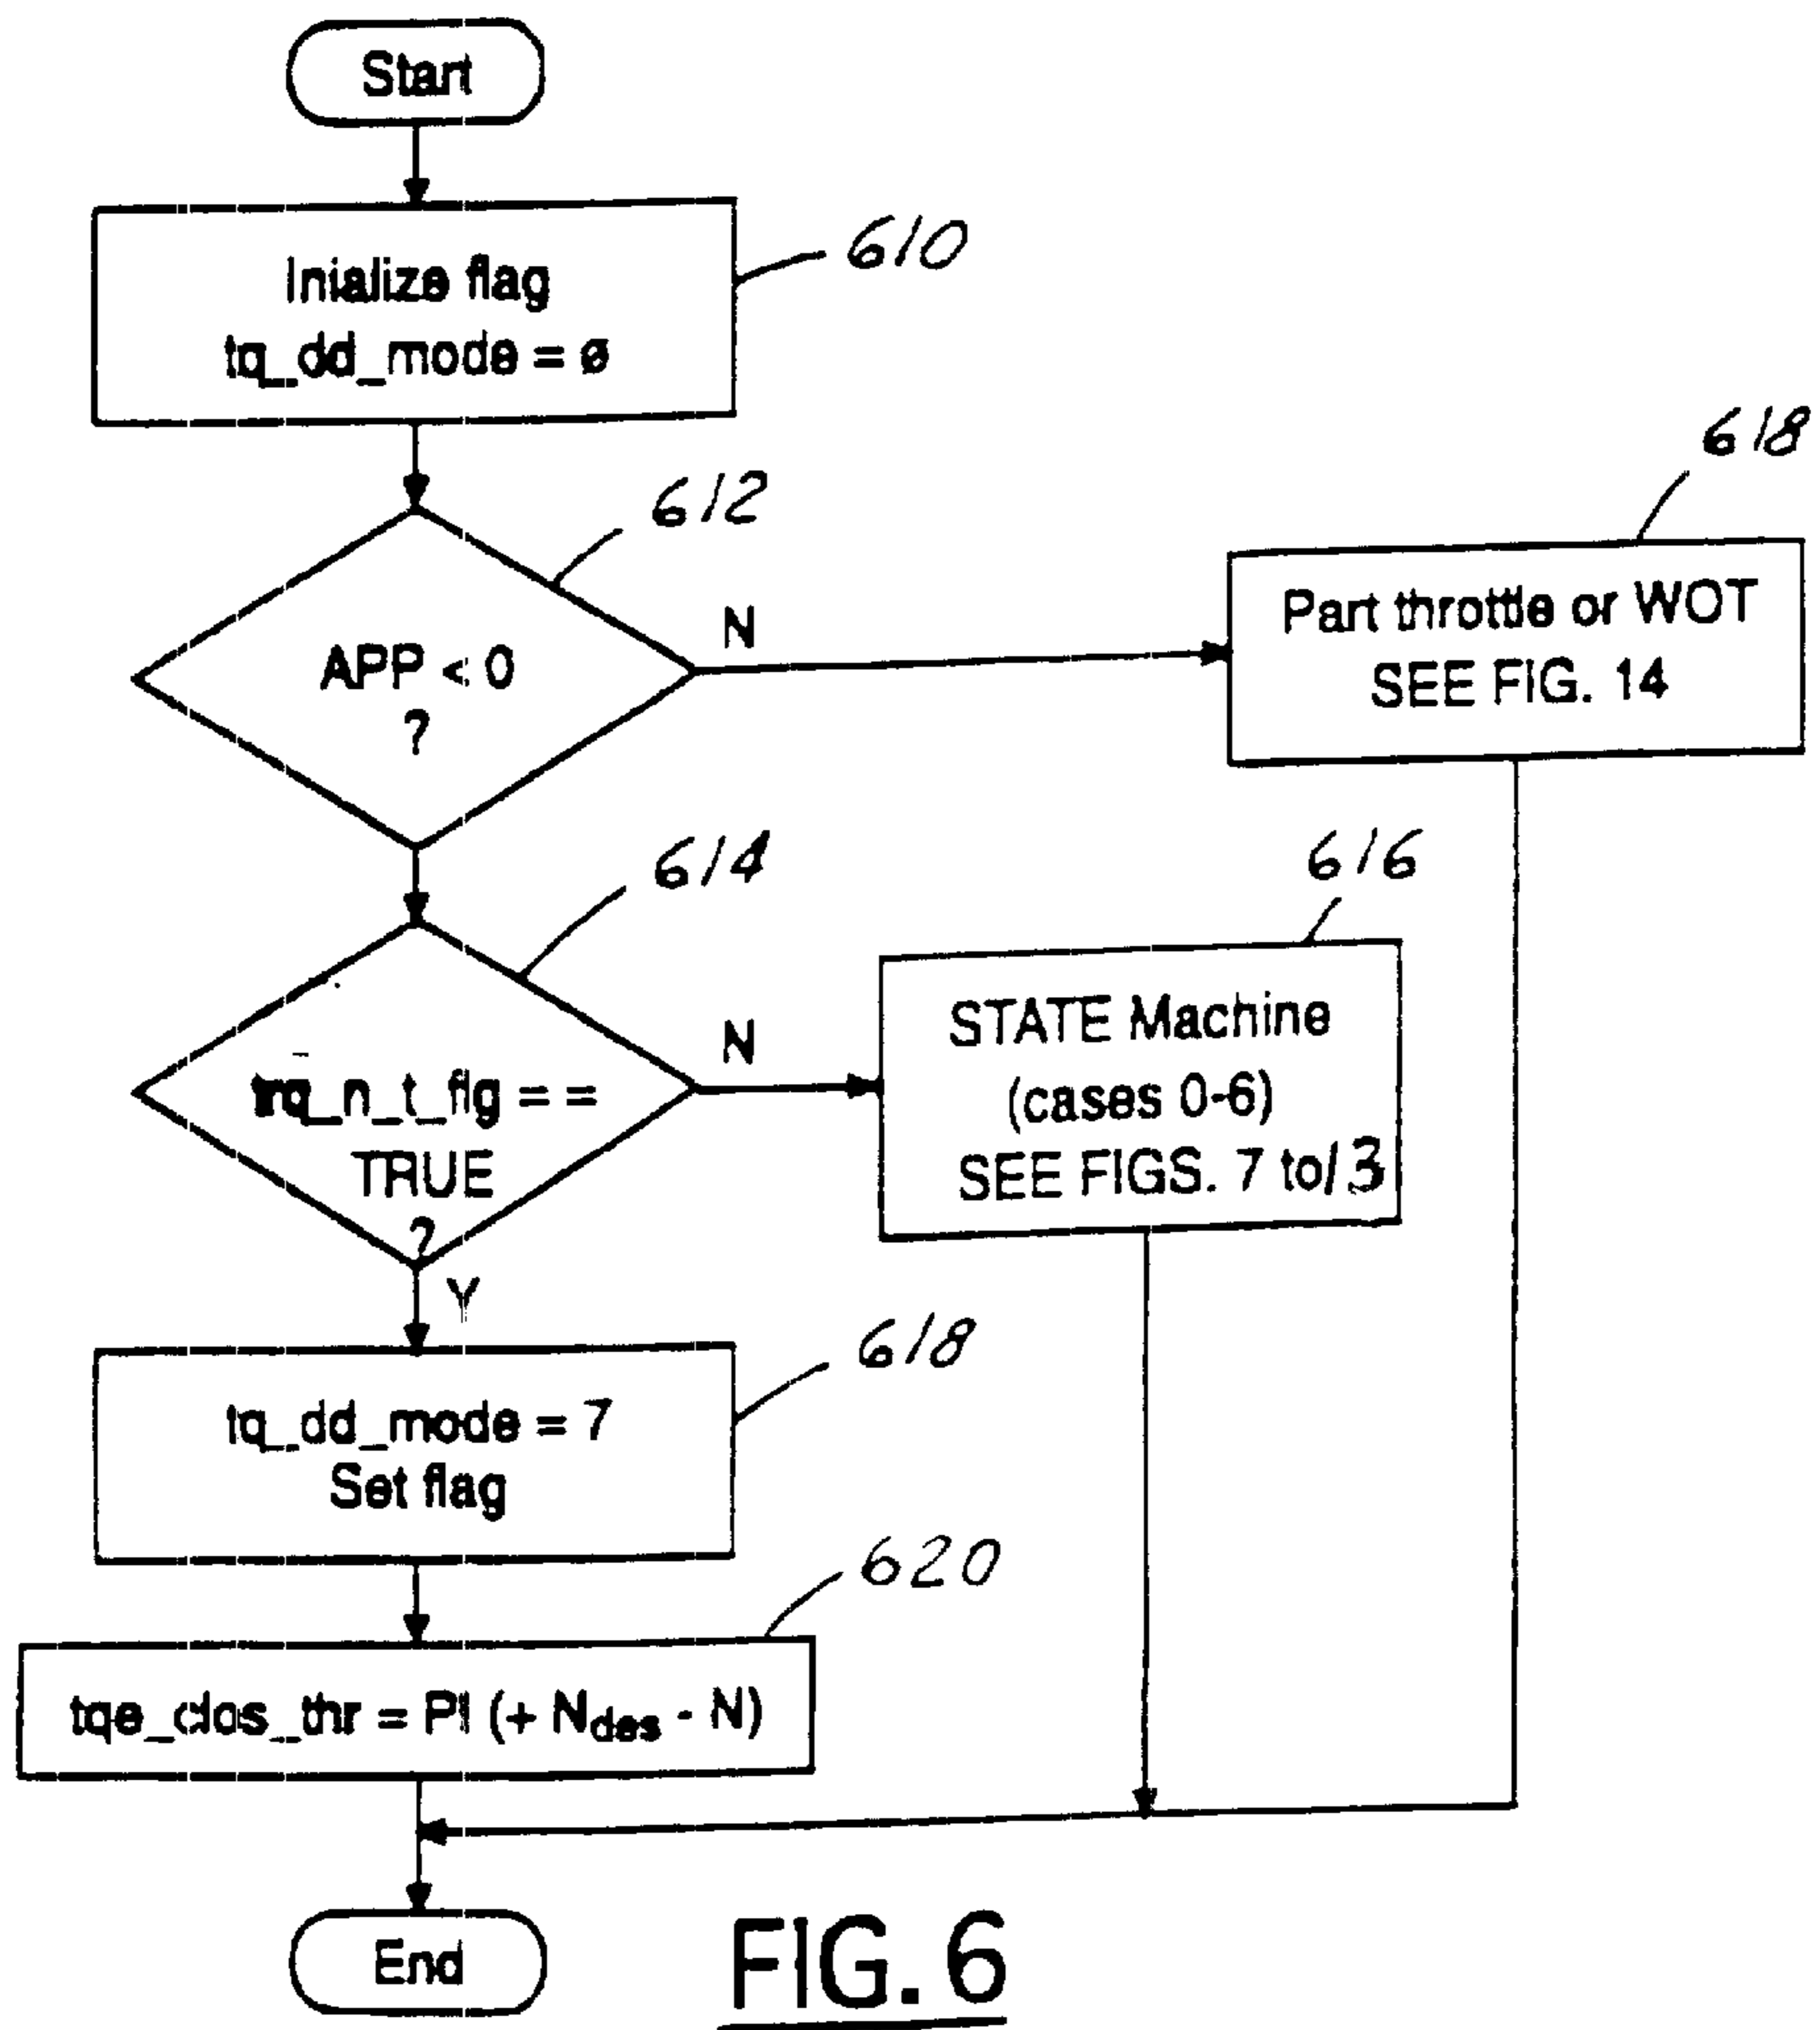 Start
Inialize flag
tq_dd_mode = ø
610
APP < 0
?
612
N
Part throttle or WOT
SEE FIG. 14
618
trq_n_t_flg = =
TRUE
?
614
N
STATE Machine
(cases 0-6)
SEE FIGS. 7 to 13
616
Y
tq_dd_mode = 7
Set flag
618
tqe_clos_thr = PI (+ Ndes - N)
620
End
FIG. 6